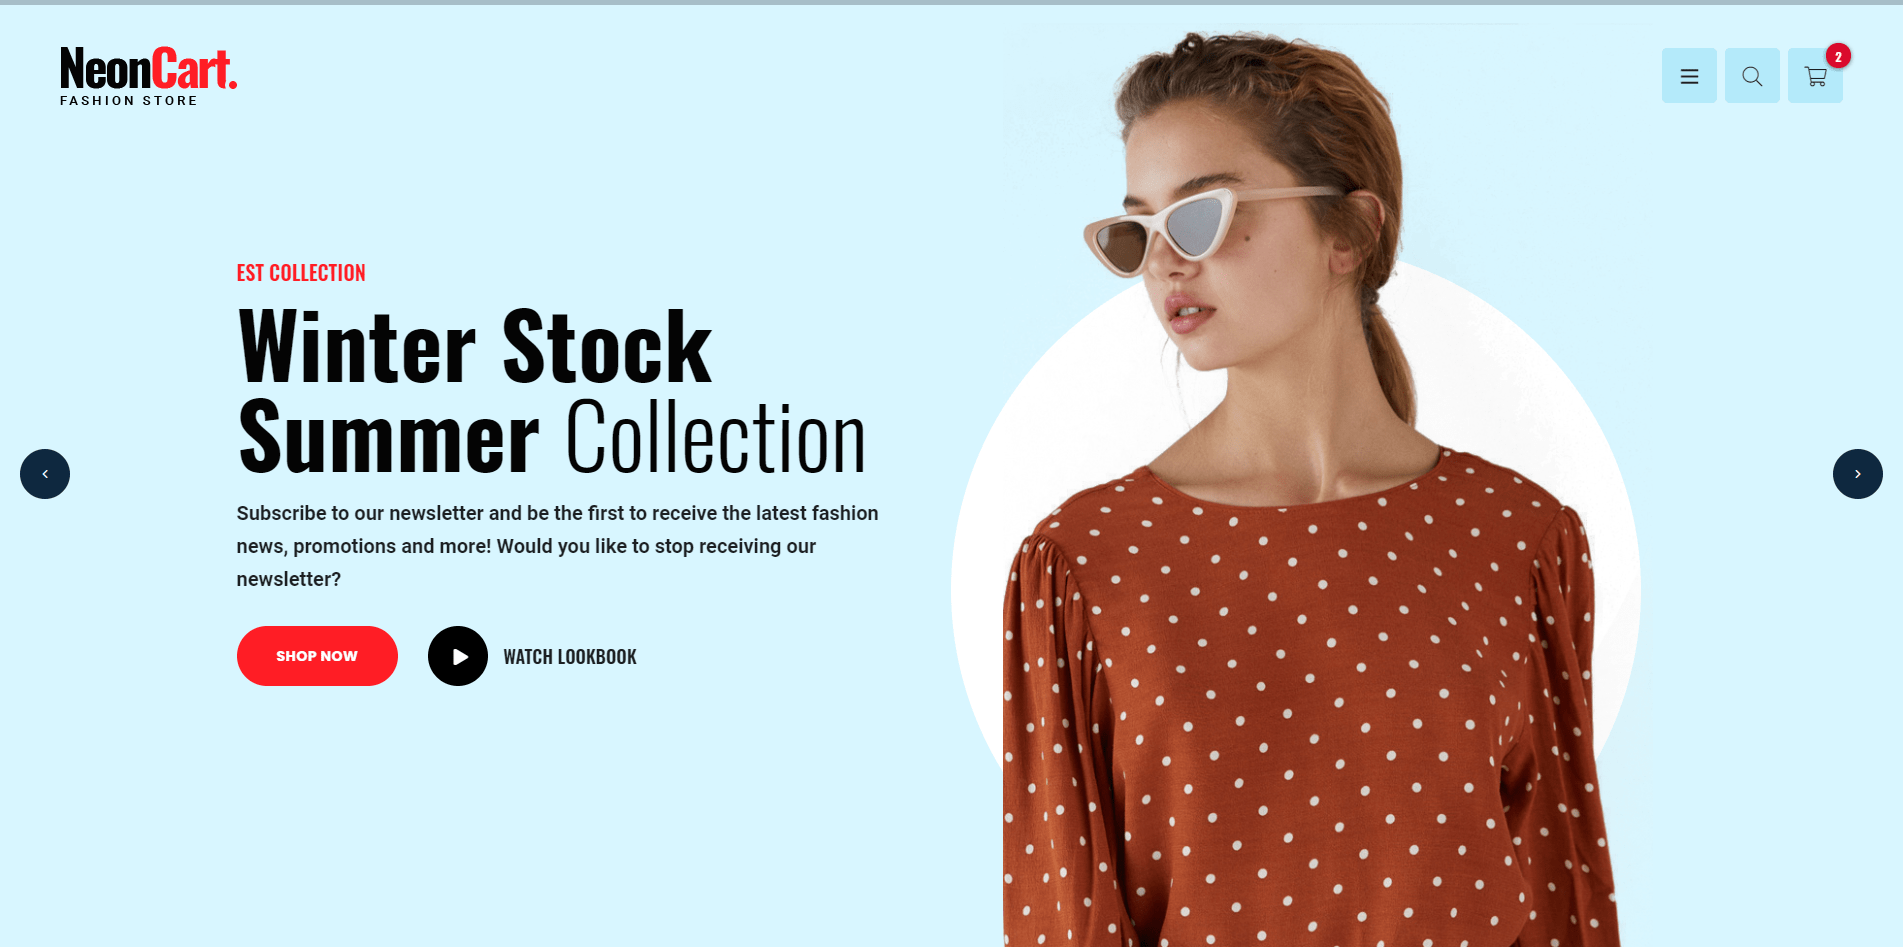 NeonCart.
FASHION STORE
2
EST COLLECTION
Winter Stock
Summer Collection
Subscribe to our newsletter and be the first to receive the latest fashion
news, promotions and more! Would you like to stop receiving our
newsletter?
SHOP NOW
WATCH LOOKBOOK